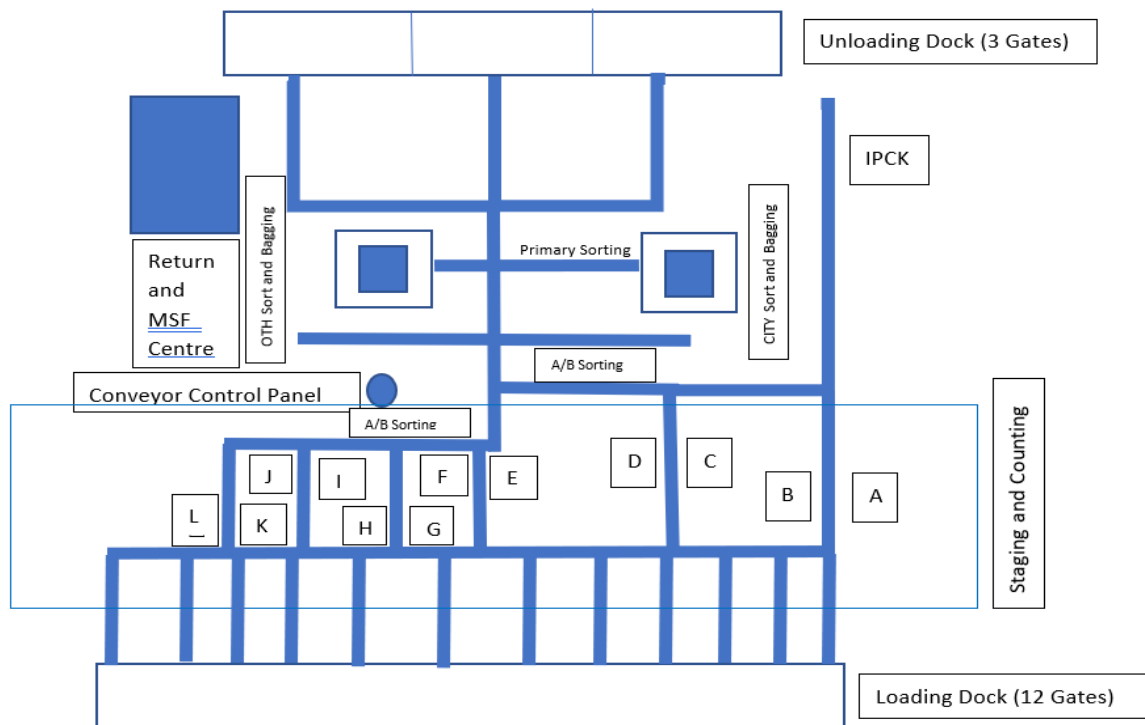 Unloading Dock (3 Gates)
IPCK
OTH Sort and Bagging
CITY Sort and Bagging
Primary Sorting
Return
and
MSF
Centre
A/B Sorting
Conveyor Control Panel
A/B Sorting
Staging and Counting
J
I
F
E
D
C
B
A
L
K
H
G
Loading Dock (12 Gates)